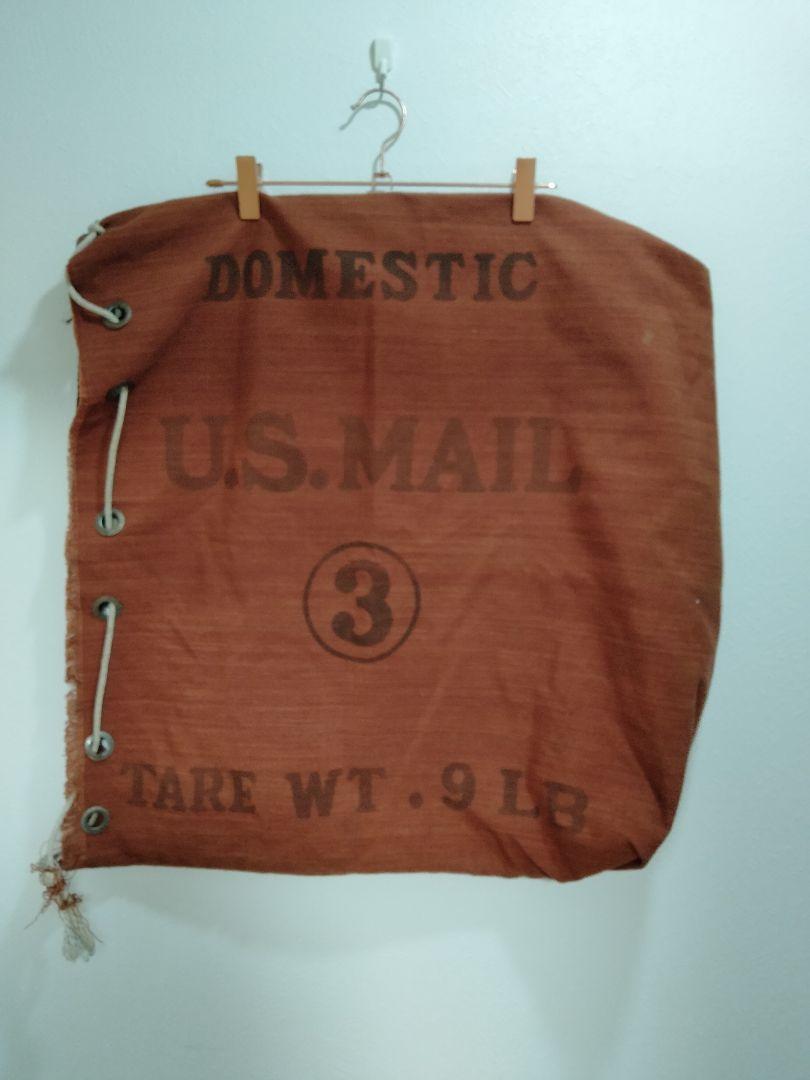 DOMESTIC
U.S. MAIL
3
TARE WT . 9 LB